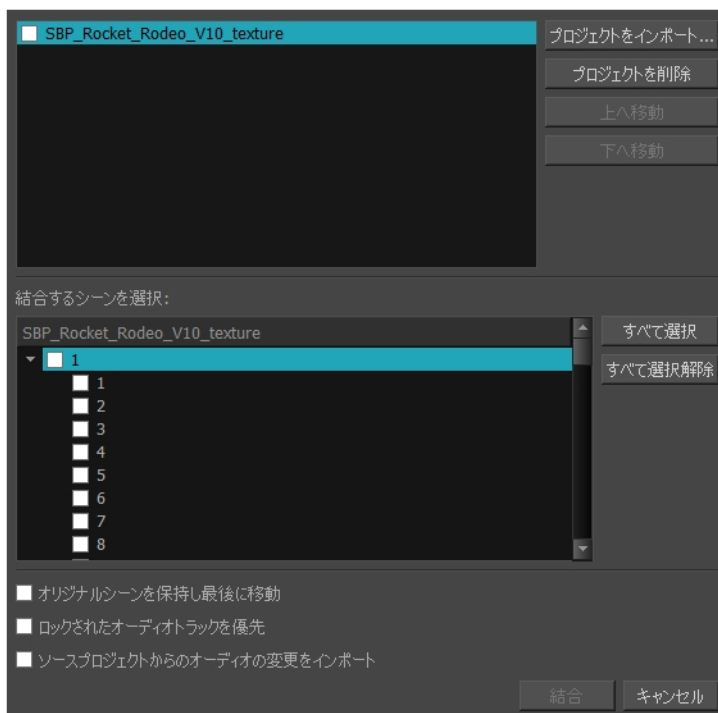 SBP_Rocket_Rodeo_V10_texture
プロジェクトをインポート...
プロジェクトを削除
上へ移動
下へ移動
結合するシーンを選択:
SBP_Rocket_Rodeo_V10_texture
すべて選択
すべて選択解除
1
1
2
3
4
5
6
7
8
オリジナルシーンを保持し最後に移動
ロックされたオーディオトラックを優先
ソースプロジェクトからのオーディオの変更をインポート
結合
キャンセル